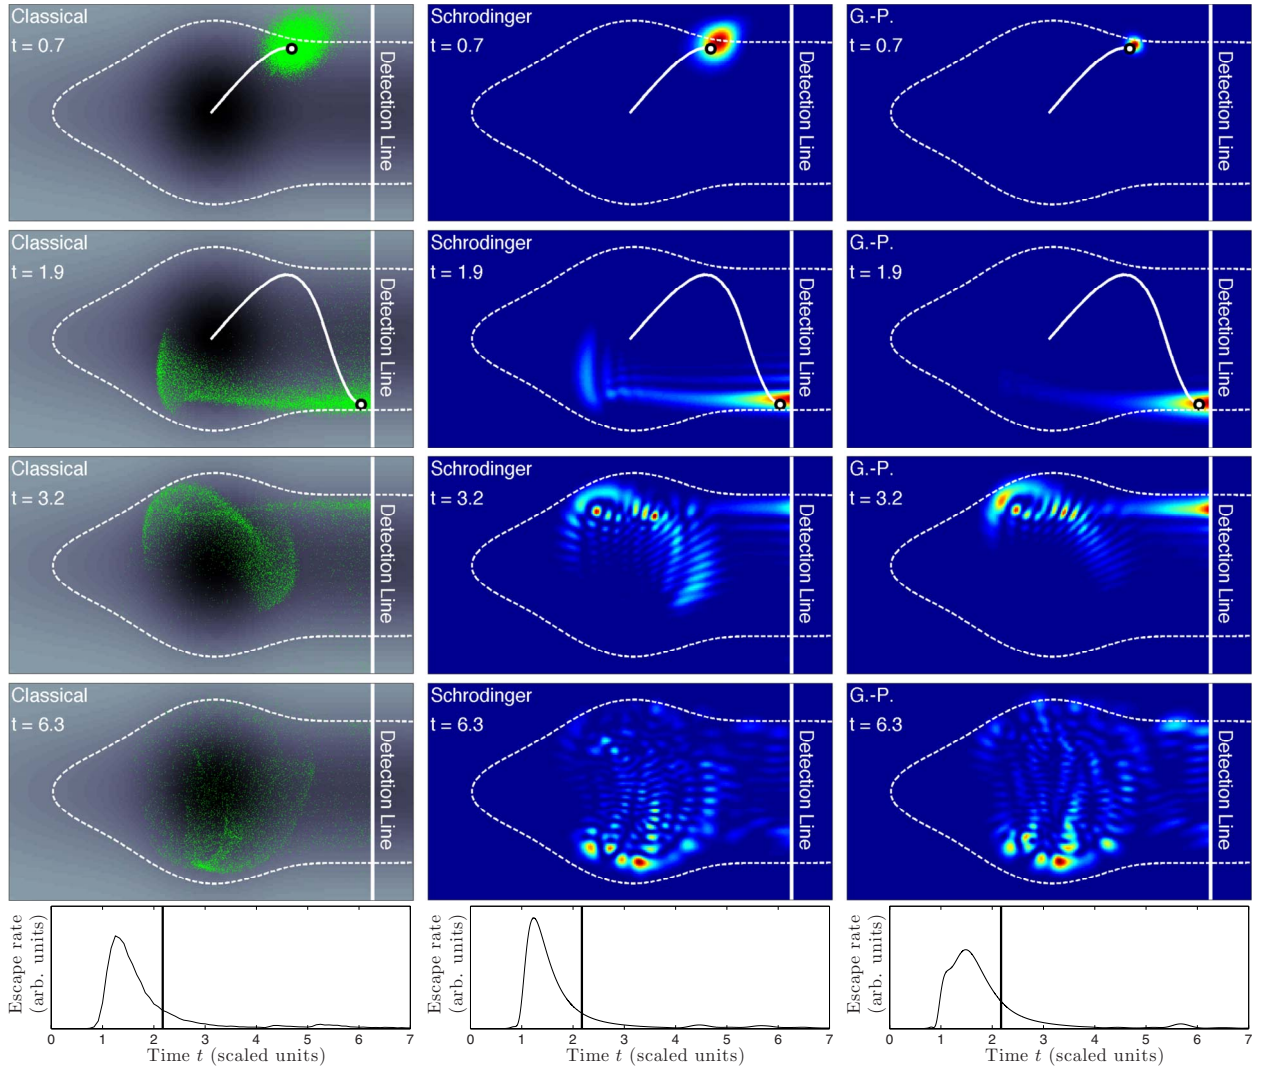 Classical
t = 0.7
Detection Line
Schrodinger
t = 0.7
Detection Line
G.-P.
t = 0.7
Detection Line
Classical
t = 1.9
Detection Line
Schrodinger
t = 1.9
Detection Line
G.-P.
t = 1.9
Detection Line
Classical
t = 3.2
Detection Line
Schrodinger
t = 3.2
Detection Line
G.-P.
t = 3.2
Detection Line
Classical
t = 6.3
Detection Line
Schrodinger
t = 6.3
Detection Line
G.-P.
t = 6.3
Detection Line
Escape rate
(arb. units)
0 1 2 3 4 5 6 7
Time t (scaled units)
Escape rate
(arb. units)
0 1 2 3 4 5 6 7
Time t (scaled units)
Escape rate
(arb. units)
0 1 2 3 4 5 6 7
Time t (scaled units)